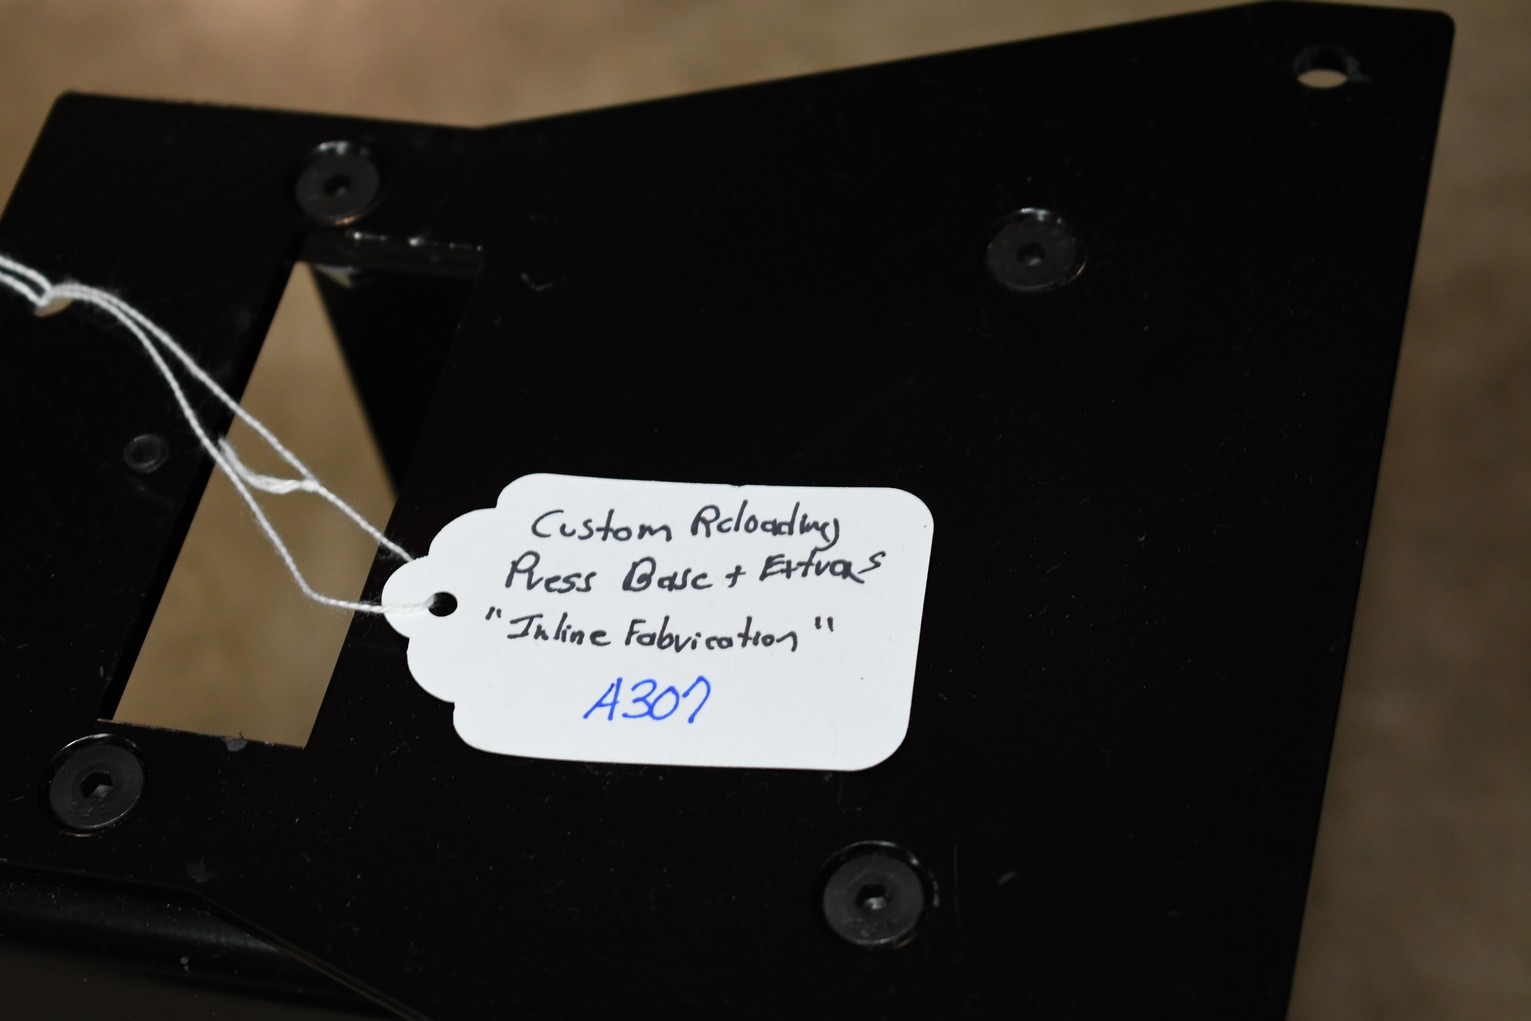 Custom Reloading
Press Base + Extras
"Inline Fabrication"
A307